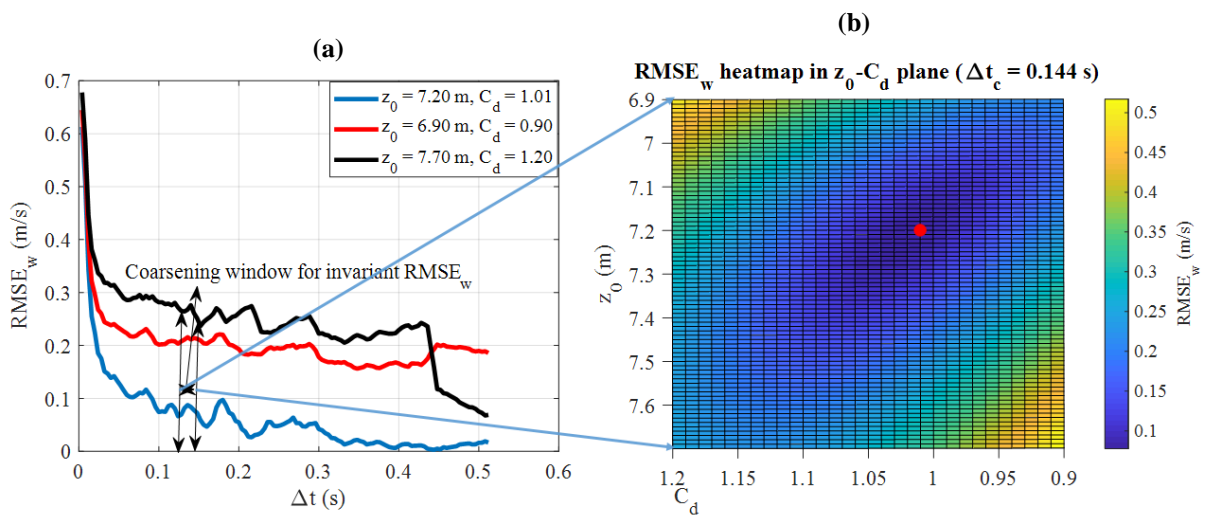 (a)
0.7
0.6
0.5
0.4
0.3
0.2
0.1
0
RMSE_w (m/s)
z_0 = 7.20 m, C_d = 1.01
z_0 = 6.90 m, C_d = 0.90
z_0 = 7.70 m, C_d = 1.20
Coarsening window for invariant RMSE_w
0 0.1 0.2 0.3 0.4 0.5 0.6
Δt (s)
(b)
RMSE_w heatmap in z_0-C_d plane (Δt_c = 0.144 s)
6.9
7
7.1
7.2
7.3
7.4
7.5
7.6
z_0 (m)
1.2 1.15 1.1 1.05 1 0.95 0.9
C_d
0.5
0.45
0.4
0.35
0.3
0.25
0.2
0.15
0.1
RMSE_w (m/s)